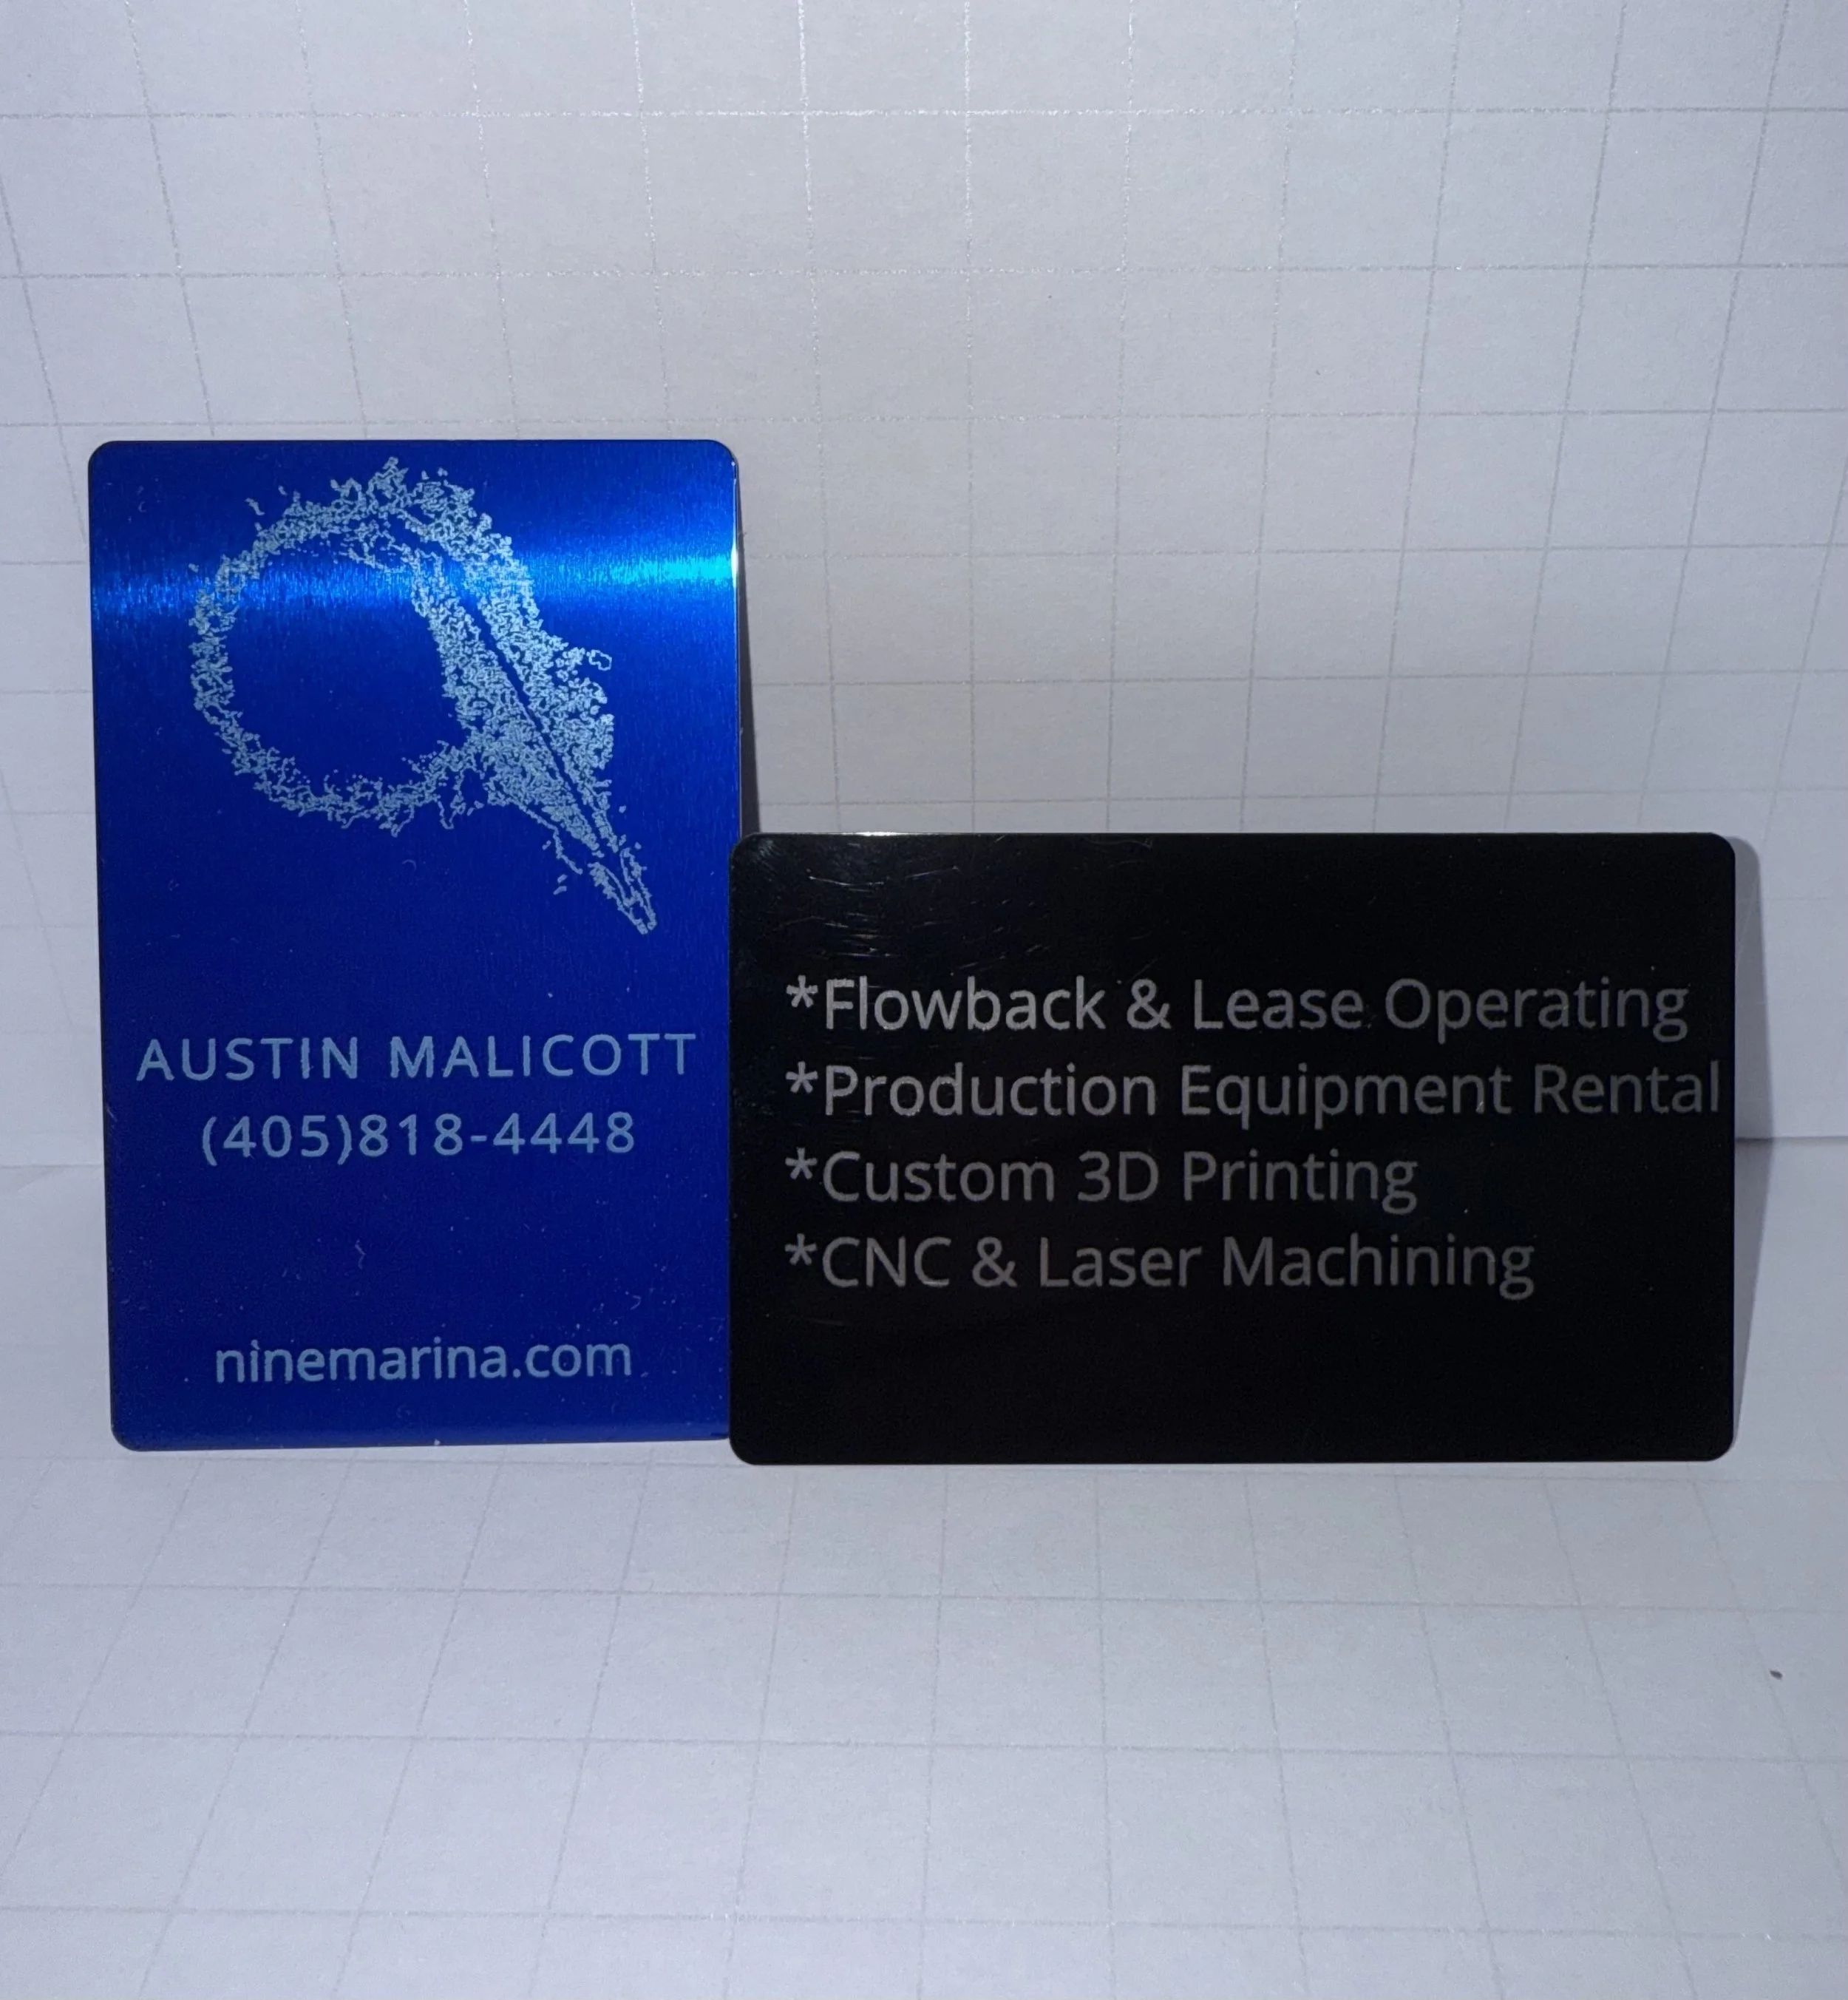 AUSTIN MALICOTT
(405)818-4448
ninemarina.com
*Flowback & Lease Operating
*Production Equipment Rental
*Custom 3D Printing
*CNC & Laser Machining